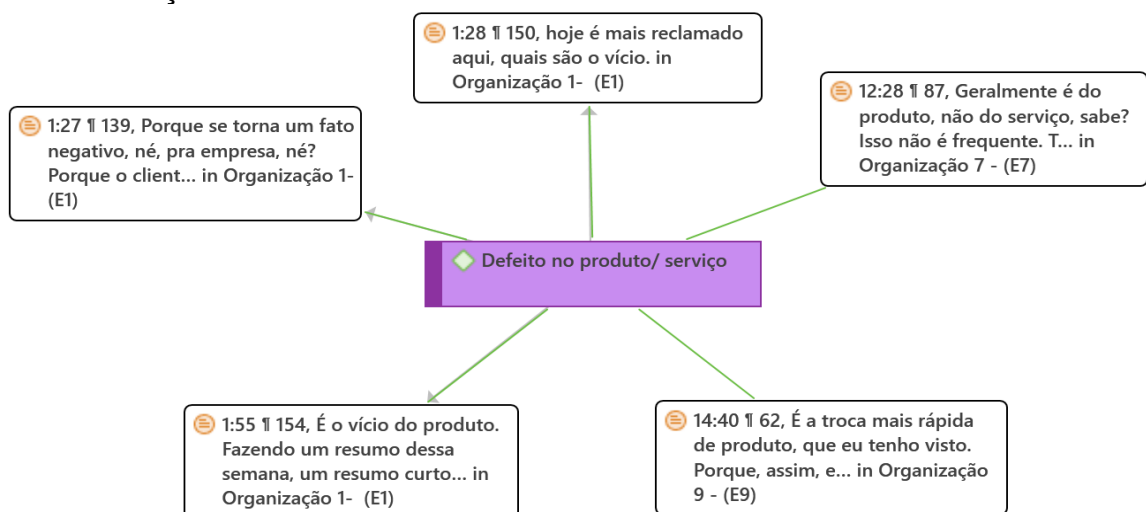 1:28 ¶ 150, hoje é mais reclamado
aqui, quais são o vício. in
Organização 1- (E1)
12:28 ¶ 87, Geralmente é do
produto, não do serviço, sabe?
Isso não é frequente. T... in
Organização 7 - (E7)
1:27 ¶ 139, Porque se torna um fato
negativo, né, pra empresa, né?
Porque o client... in Organização 1-
(E1)
Defeito no produto/ serviço
1:55 ¶ 154, É o vício do produto.
Fazendo um resumo dessa
semana, um resumo curto... in
Organização 1- (E1)
14:40 ¶ 62, É a troca mais rápida
de produto, que eu tenho visto.
Porque, assim, e... in Organização
9 - (E9)